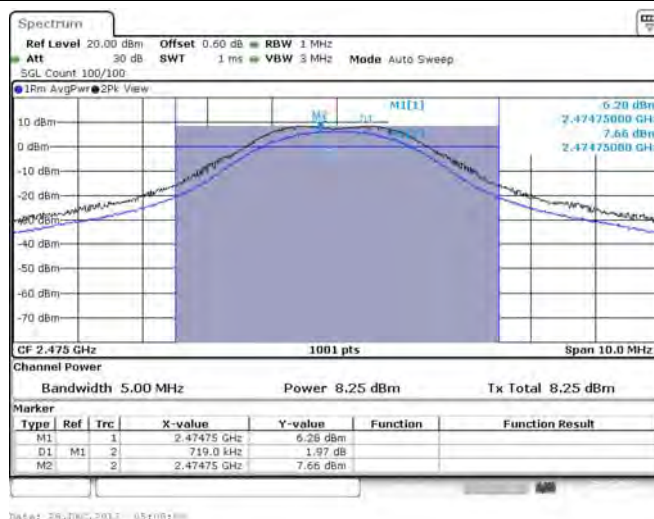 Spectrum
Ref Level 20.00 dBm Offset 0.60 dB RBW 1 MHz
Att 30 dB SWT 1 ms VBW 3 MHz Mode Auto Sweep
SGL Count 100/100
1Rm AvgPwr 2Pk View
M1[1] 6.28 dBm
2.47475000 GHz
M2 D1
10 dBm
7.66 dBm
0 dBm
2.47475000 GHz
-10 dBm
-20 dBm
-30 dBm
-40 dBm
-50 dBm
-60 dBm
-70 dBm
CF 2.475 GHz 1001 pts Span 10.0 MHz
Channel Power
Bandwidth 5.00 MHz Power 8.25 dBm Tx Total 8.25 dBm
Marker
Type Ref Trc X-value Y-value Function Function Result
M1 1 2.47475 GHz 6.28 dBm
D1 M1 2 719.0 kHz 1.97 dB
M2 2 2.47475 GHz 7.66 dBm